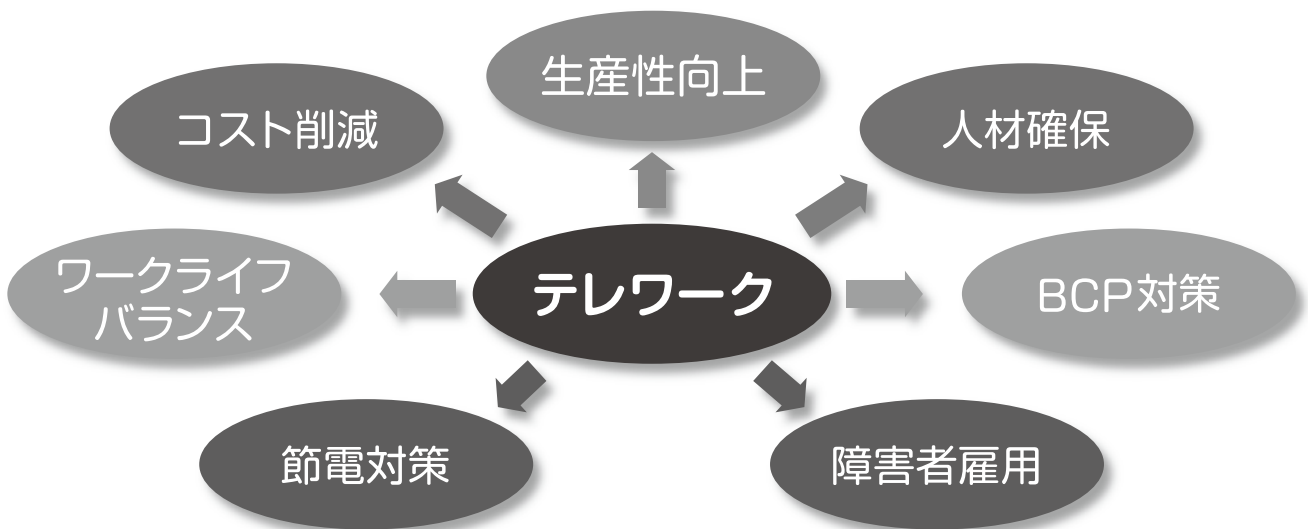 生産性向上
コスト削減
人材確保
ワークライフ
バランス
テレワーク
BCP対策
節電対策
障害者雇用